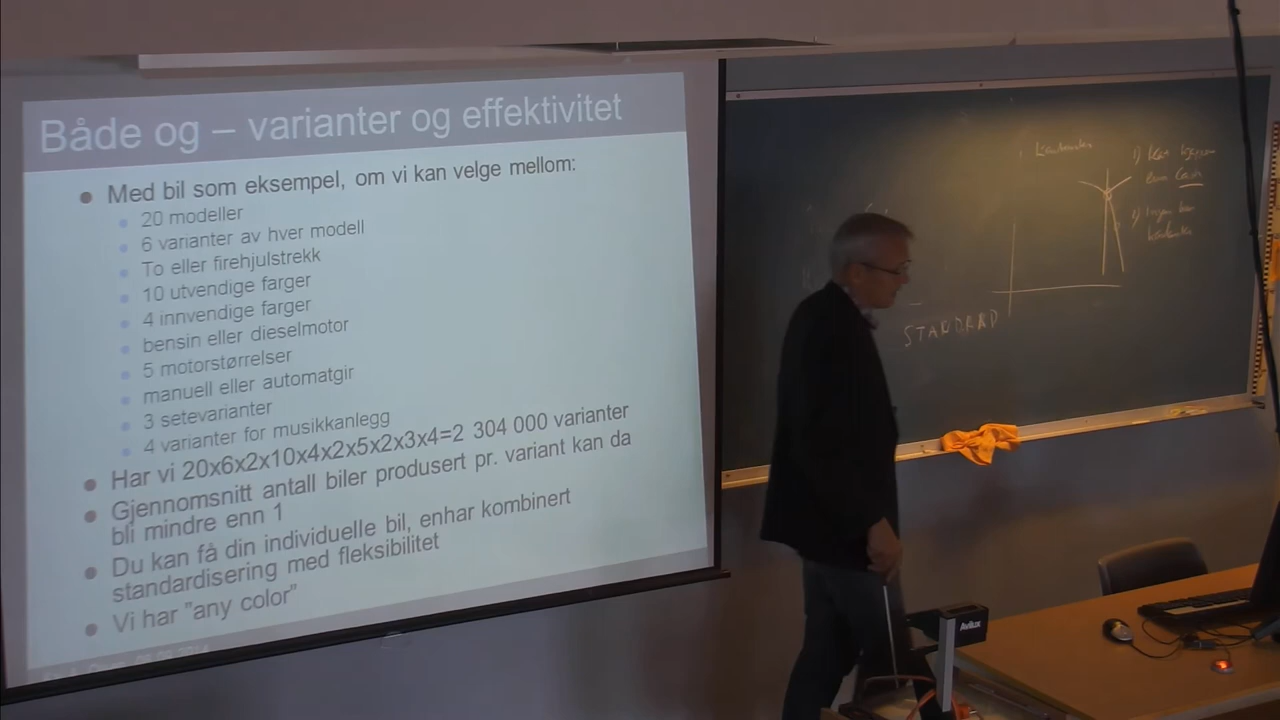 Både og – varianter og effektivitet
Med bil som eksempel, om vi kan velge mellom:
20 modeller
6 varianter av hver modell
To eller firehjulstrekk
10 utvendige farger
4 innvendige farger
bensin eller dieselmotor
5 motorstørrelser
manuell eller automatgir
3 setevarianter
4 varianter for musikkanlegg
Har vi 20x6x2x10x4x2x5x2x3x4=2 304 000 varianter
Gjennomsnitt antall biler produsert pr. variant kan da
bli mindre enn 1
Du kan få din individuelle bil, enhar kombinert
standardisering med fleksibilitet
Vi har "any color"
STANDARD
Cash
Avilux